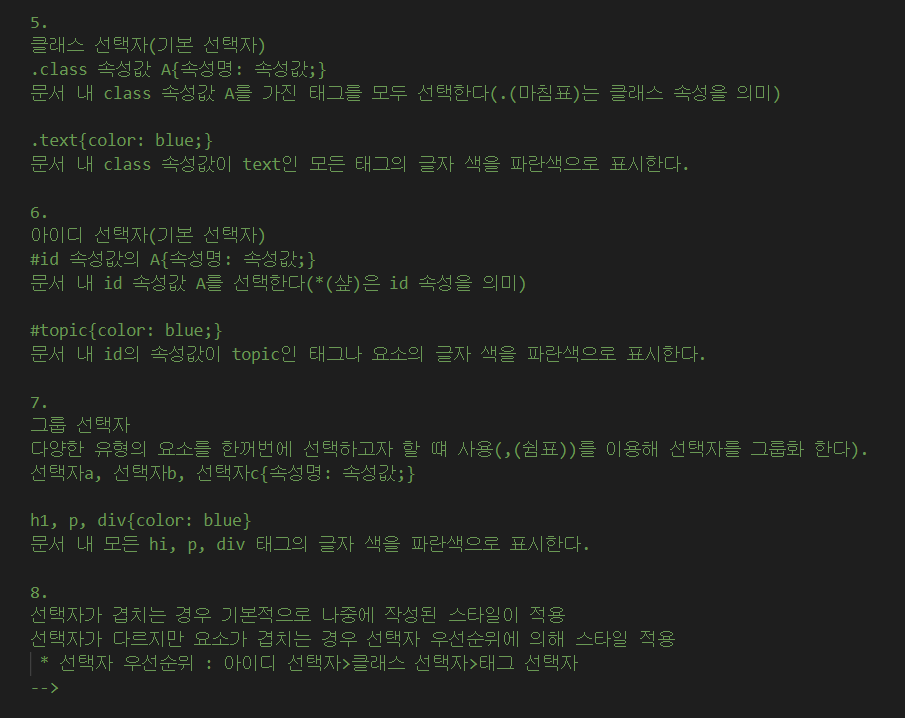 5.
클래스 선택자(기본 선택자)
.class 속성값 A{속성명: 속성값;}
문서 내 class 속성값 A를 가진 태그를 모두 선택한다(.(마침표)는 클래스 속성을 의미)
.text{color: blue;}
문서 내 class 속성값이 text인 모든 태그의 글자 색을 파란색으로 표시한다.
6.
아이디 선택자(기본 선택자)
#id 속성값의 A{속성명: 속성값;}
문서 내 id 속성값 A를 선택한다(*(샾)은 id 속성을 의미)
#topic{color: blue;}
문서 내 id의 속성값이 topic인 태그나 요소의 글자 색을 파란색으로 표시한다.
7.
그룹 선택자
다양한 유형의 요소를 한꺼번에 선택하고자 할 떄 사용(,(쉼표))를 이용해 선택자를 그룹화 한다).
선택자a, 선택자b, 선택자c{속성명: 속성값;}
h1, p, div{color: blue}
문서 내 모든 hi, p, div 태그의 글자 색을 파란색으로 표시한다.
8.
선택자가 겹치는 경우 기본적으로 나중에 작성된 스타일이 적용
선택자가 다르지만 요소가 겹치는 경우 선택자 우선순위에 의해 스타일 적용
* 선택자 우선순위 : 아이디 선택자>클래스 선택자>태그 선택자
-->